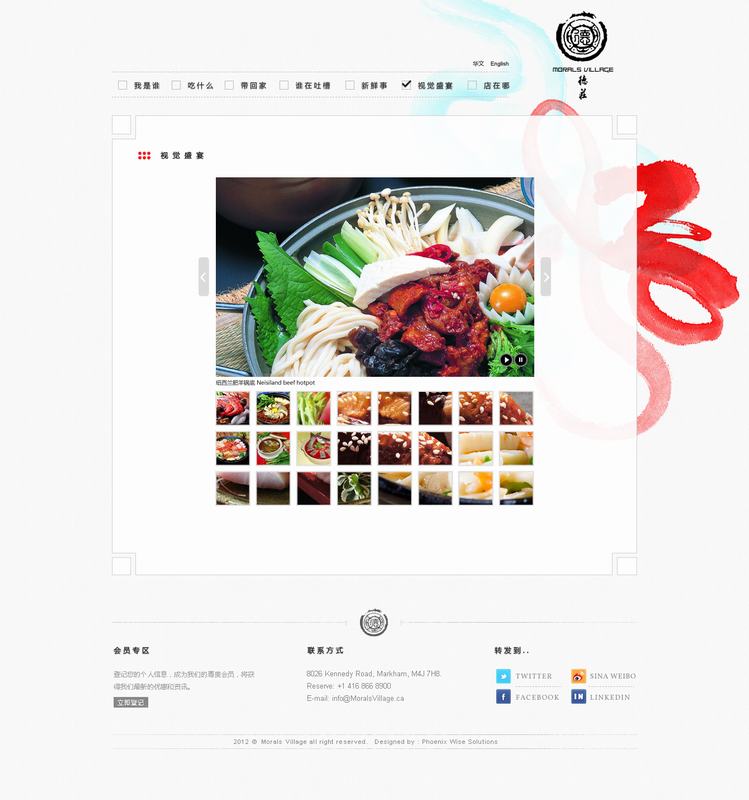 华文 English
德
MORALS VILLAGE
德
莊
我是谁 吃什么 带回家 谁在吐槽 新鲜事 视觉盛宴 店在哪
视觉盛宴
纽西兰肥羊锅底 Neisiland beef hotpot
会员专区
登记您的个人信息，成为我们的尊贵会员，将获
得我们最新的优惠和资讯。
立即登记
联系方式
8026 Kennedy Road, Markham, M4J 7H8.
Reserve: +1 416 866 8900
E-mail: info@MoralsVillage.ca
转发到..
TWITTER SINA WEIBO
FACEBOOK LINKEDIN
2012 © Morals Village all right reserved. Designed by : Phoenix Wise Solutions